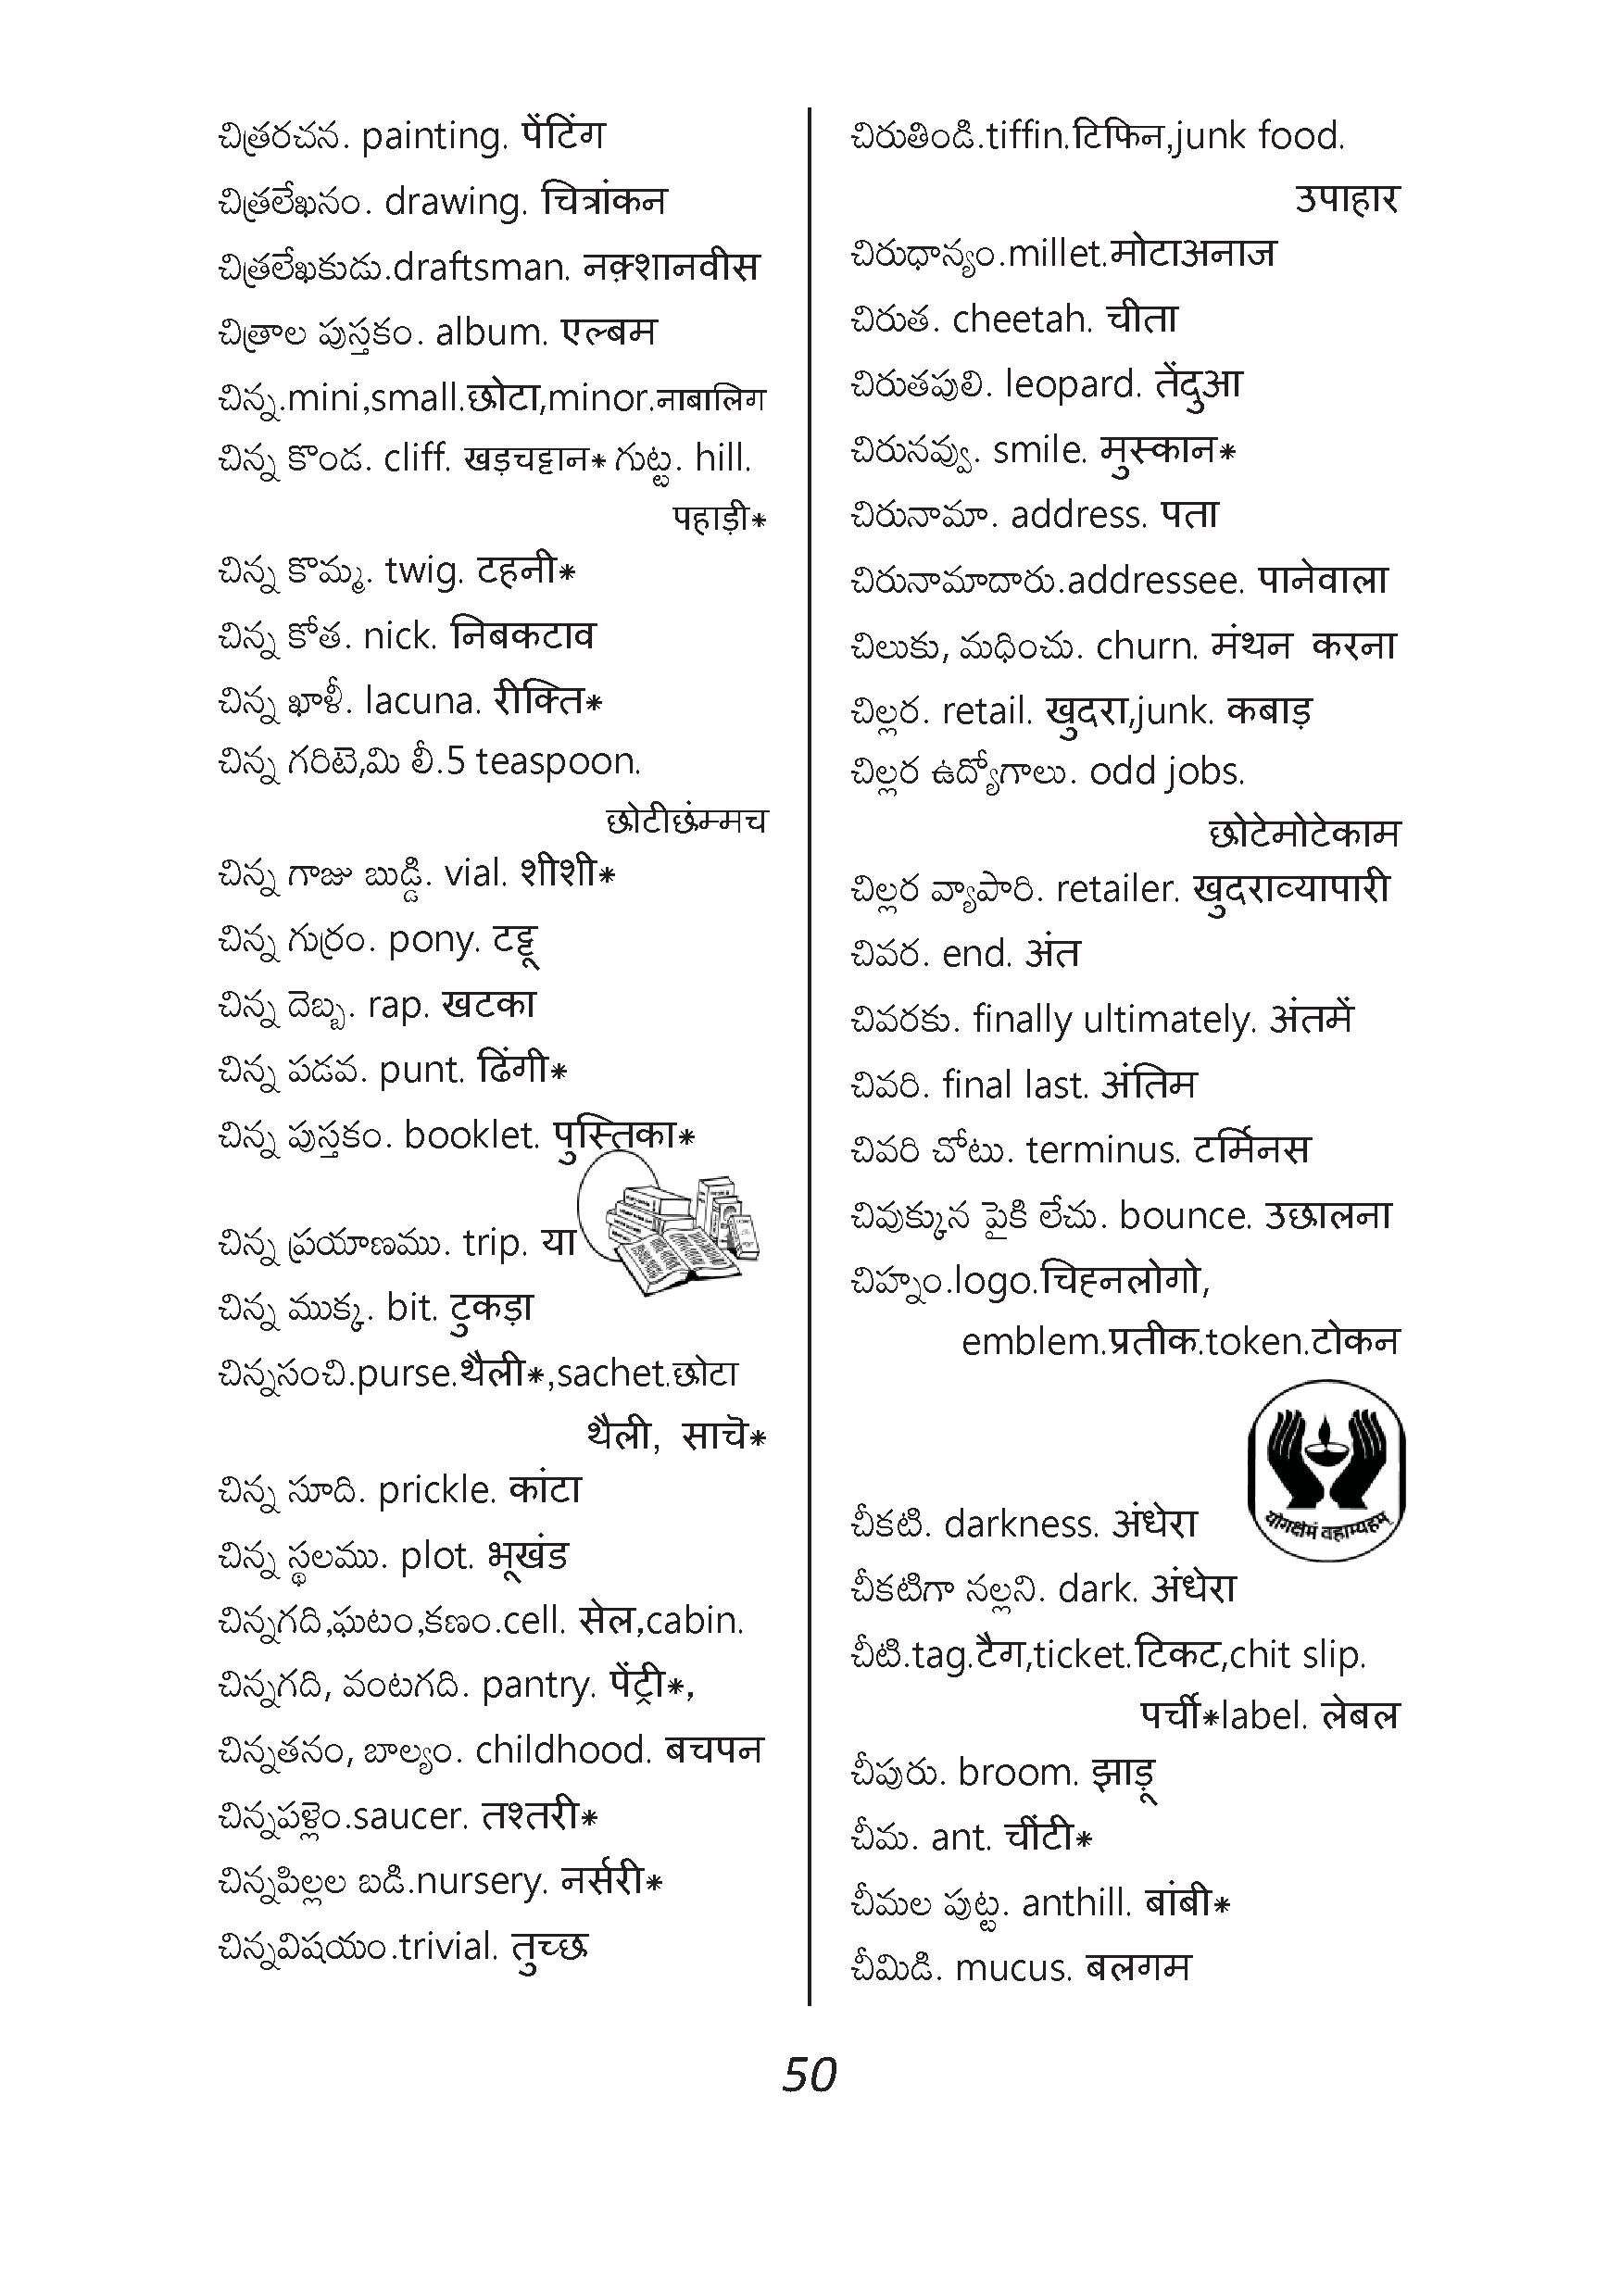 చిత్రరచన. painting. पेंटिंग
చిత్రలేఖనం. drawing. चित्रांकन
చిత్రలేఖకుడు.draftsman. नक़्शानवीस
చిత్రాల పుస్తకం. album. एल्बम
చిన్న.mini,small.छोटा,minor.नाबालिग
చిన్న కొండ. cliff. खड़चट्टान* గుట్ట. hill.
पहाड़ी*
చిన్న కొమ్మ. twig. टहनी*
చిన్న కోత. nick. निबकटाव
చిన్న ఖాళీ. lacuna. रीक्ति*
చిన్న గరిటె,మి లీ.5 teaspoon.
छोटीछंम्मच
చిన్న గాజు బుడ్డి. vial. शीशी*
చిన్న గుర్రం. pony. टट्टू
చిన్న దెబ్బ. rap. खटका
చిన్న పడవ. punt. ढिंगी*
చిన్న పుస్తకం. booklet. पुस्तिका*
చిన్న ప్రయాణము. trip. या
చిన్న ముక్క. bit. टुकड़ा
చిన్నసంచి.purse.थैली*,sachet.छोटा
थैली, साचॆ*
చిన్న సూది. prickle. कांटा
చిన్న స్థలము. plot. भूखंड
చిన్నగది,ఘటం,కణం.cell. सेल,cabin.
చిన్నగది, వంటగది. pantry. पेंट्री*,
చిన్నతనం, బాల్యం. childhood. बचपन
చిన్నపళ్లెం.saucer. तश्तरी*
చిన్నపిల్లల బడి.nursery. नर्सरी*
చిన్నవిషయం.trivial. तुच्छ
చిరుతిండి.tiffin.टिफिन,junk food.
उपाहार
చిరుధాన్యం.millet.मोटाअनाज
చిరుత. cheetah. चीता
చిరుతపులి. leopard. तेंदुआ
చిరునవ్వు. smile. मुस्कान*
చిరునామా. address. पता
చిరునామాదారు.addressee. पानेवाला
చిలుకు, మధించు. churn. मंथन करना
చిల్లర. retail. खुदरा,junk. कबाड़
చిల్లర ఉద్యోగాలు. odd jobs.
छोटेमोटेकाम
చిల్లర వ్యాపారి. retailer. खुदराव्यापारी
చివర. end. अंत
చివరకు. finally ultimately. अंतमें
చివరి. final last. अंतिम
చివరి చోటు. terminus. टर्मिनस
చివుక్కున పైకి లేచు. bounce. उछालना
చిహ్నం.logo.चिह्नलोगो,
emblem.प्रतीक.token.टोकन
योगक्षेमं वहाम्यहम्
చీకటి. darkness. अंधेरा
చీకటిగా నల్లని. dark. अंधेरा
చీటి.tag.टैग,ticket.टिकट,chit slip.
पर्ची*label. लेबल
చీపురు. broom. झाड़ू
చీమ. ant. चींटी*
చీమల పుట్ట. anthill. बांबी*
చీమిడి. mucus. बलगम
50